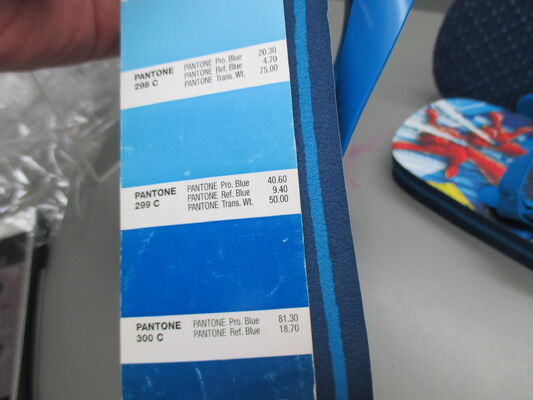 PANTONE 298 C
PANTONE Pro. Blue 20.30
PANTONE Ref. Blue 4.70
PANTONE Trans. Wt. 75.00
PANTONE 299 C
PANTONE Pro. Blue 40.60
PANTONE Ref. Blue 9.40
PANTONE Trans. Wt. 50.00
PANTONE 300 C
PANTONE Pro. Blue 81.30
PANTONE Ref. Blue 18.70